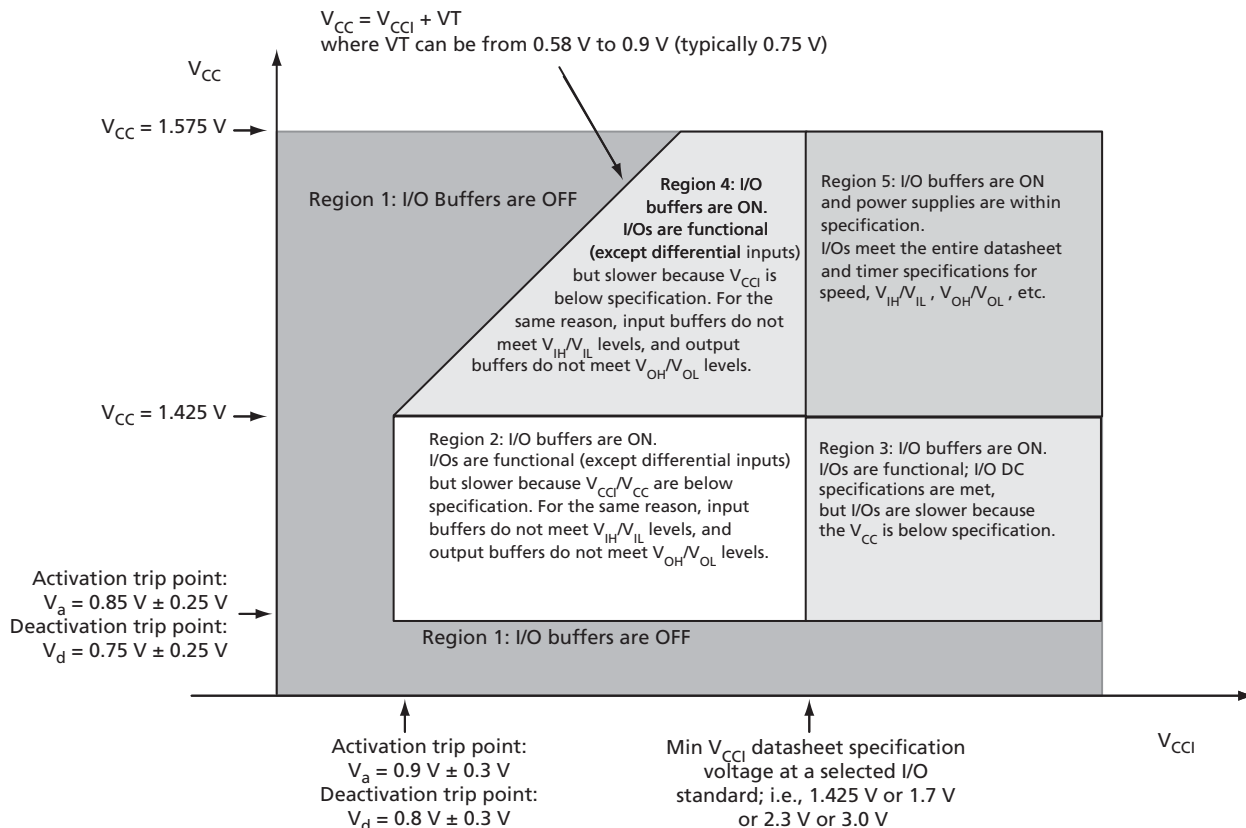 V_CC = V_CCI + VT
where VT can be from 0.58 V to 0.9 V (typically 0.75 V)
V_CC
V_CC = 1.575 V
Region 1: I/O Buffers are OFF
Region 4: I/O
buffers are ON.
I/Os are functional
(except differential inputs)
but slower because V_CCI is
below specification. For the
same reason, input buffers do not
meet V_IH/V_IL levels, and output
buffers do not meet V_OH/V_OL levels.
Region 5: I/O buffers are ON
and power supplies are within
specification.
I/Os meet the entire datasheet
and timer specifications for
speed, V_IH/V_IL , V_OH/V_OL , etc.
V_CC = 1.425 V
Region 2: I/O buffers are ON.
I/Os are functional (except differential inputs)
but slower because V_CCI/V_CC are below
specification. For the same reason, input
buffers do not meet V_IH/V_IL levels, and
output buffers do not meet V_OH/V_OL levels.
Region 3: I/O buffers are ON.
I/Os are functional; I/O DC
specifications are met,
but I/Os are slower because
the V_CC is below specification.
Activation trip point:
V_a = 0.85 V ± 0.25 V
Deactivation trip point:
V_d = 0.75 V ± 0.25 V
Region 1: I/O buffers are OFF
Activation trip point:
V_a = 0.9 V ± 0.3 V
Deactivation trip point:
V_d = 0.8 V ± 0.3 V
Min V_CCI datasheet specification
voltage at a selected I/O
standard; i.e., 1.425 V or 1.7 V
or 2.3 V or 3.0 V
V_CCI